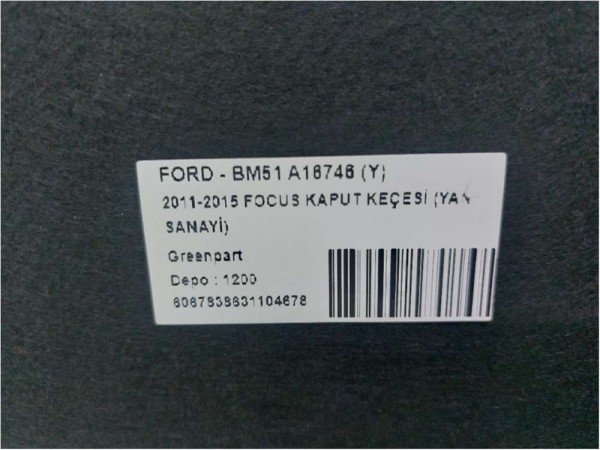 FORD - BM51 A16746 (Y)
2011-2015 FOCUS KAPUT KEÇESİ (YAN
SANAYİ)
Greenpart
Depo : 1200
6067838631104678